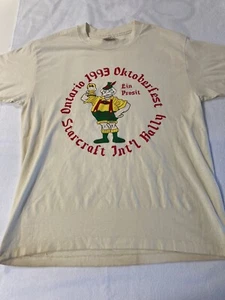 Ontario 1993 Oktoberfest
Ein
Prosit
Starcraft Int'l Rally